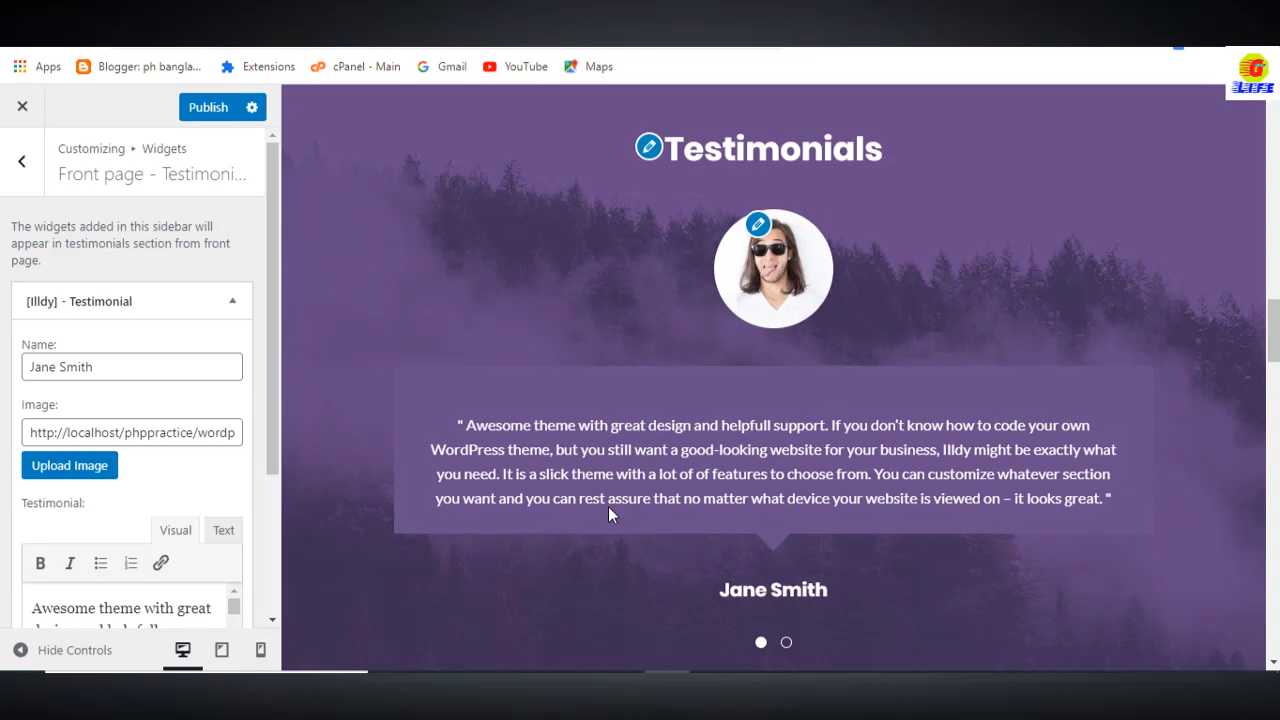 Apps Blogger: ph bangla... Extensions cPanel - Main Gmail YouTube Maps
G
LIFE
Publish
Customizing ▸ Widgets
Front page - Testimoni...
The widgets added in this sidebar will
appear in testimonials section from front
page.
[Illdy] - Testimonial
Name:
Jane Smith
Image:
http://localhost/phppractice/wordp
Upload Image
Testimonial:
Visual Text
B I
Awesome theme with great
Hide Controls
Testimonials
" Awesome theme with great design and helpfull support. If you don’t know how to code your own
WordPress theme, but you still want a good-looking website for your business, Illdy might be exactly what
you need. It is a slick theme with a lot of of features to choose from. You can customize whatever section
you want and you can rest assure that no matter what device your website is viewed on – it looks great. "
Jane Smith